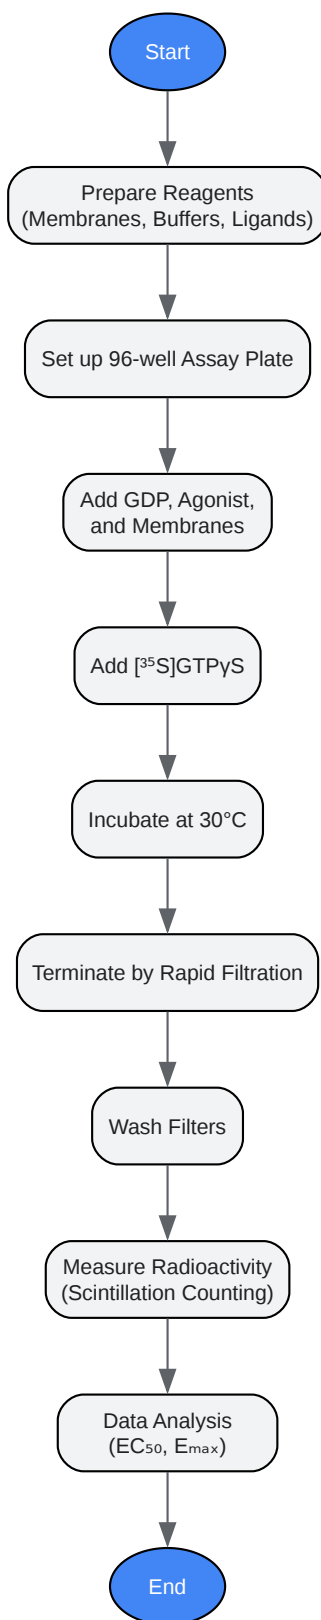 Start
Prepare Reagents
(Membranes, Buffers, Ligands)
Set up 96-well Assay Plate
Add GDP, Agonist,
and Membranes
Add [³⁵S]GTPγS
Incubate at 30°C
Terminate by Rapid Filtration
Wash Filters
Measure Radioactivity
(Scintillation Counting)
Data Analysis
(EC₅₀, Eₘₐₓ)
End